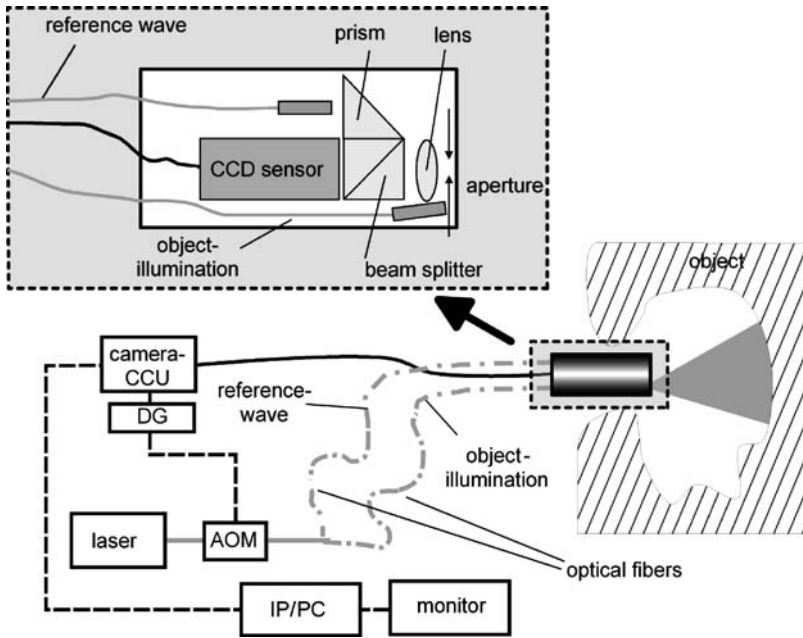 reference wave
prism
lens
CCD sensor
aperture
object-
illumination
beam splitter
object
camera-
CCU
reference-
wave
DG
object-
illumination
laser
AOM
optical fibers
IP/PC
monitor